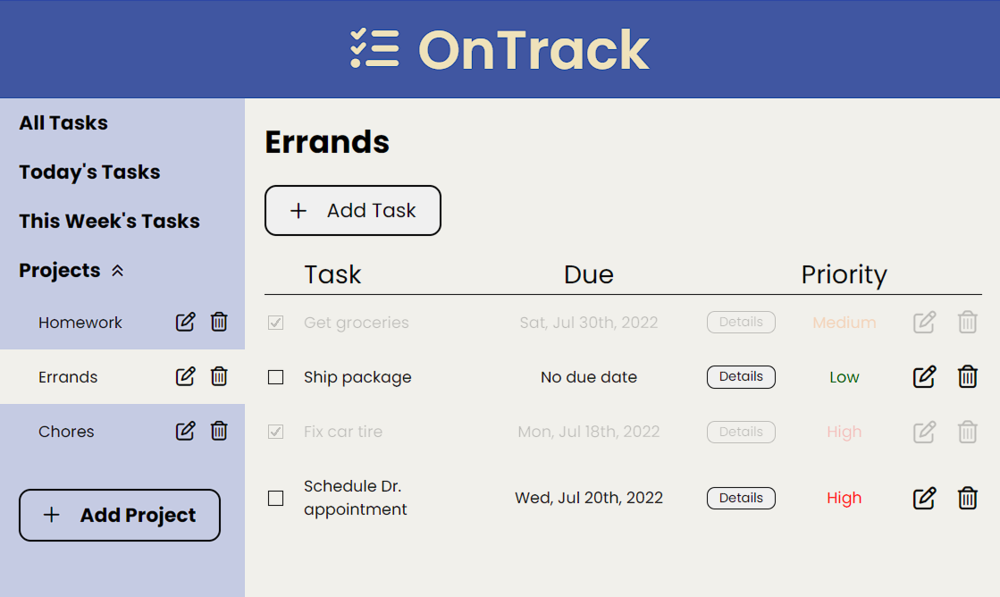 OnTrack
All Tasks
Today's Tasks
This Week's Tasks
Projects
Homework
Errands
Chores
+ Add Project
Errands
+ Add Task
Task Due Priority
Get groceries Sat, Jul 30th, 2022 Details Medium
Ship package No due date Details Low
Fix car tire Mon, Jul 18th, 2022 Details High
Schedule Dr.
appointment Wed, Jul 20th, 2022 Details High